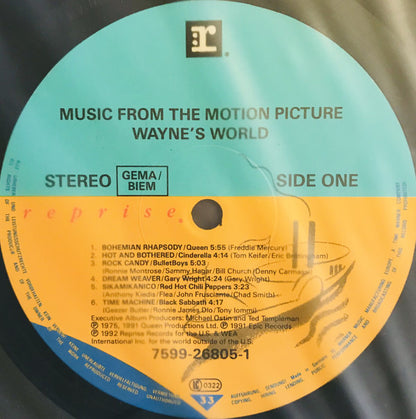 r
MUSIC FROM THE MOTION PICTURE
WAYNE'S WORLD
STEREO
GEMA/
BIEM
SIDE ONE
reprise
1. BOHEMIAN RHAPSODY/Queen 5:55 (Freddie Mercury)
2. HOT AND BOTHERED/Cinderella 4:14 (Tom Keifer/Eric Brittingham)
3. ROCK CANDY/BulletBoys 5:03
(Ronnie Montrose/Sammy Hagar/Bill Church/Denny Carmassi)
4. DREAM WEAVER/Gary Wright 4:24 (Gary Wright)
5. SIKAMIKANICO/Red Hot Chili Peppers 3:23
(Anthony Kiedis/Flea/John Frusciante/Chad Smith)
6. TIME MACHINE/Black Sabbath 4:17
(Geezer Butler/Ronnie James Dio/Tony Iommi)
Executive Album Producers: Michael Ostin and Ted Templeman
℗ 1975, 1991 Queen Productions Ltd. ℗ 1991 Epic Records
℗ 1992 Reprise Records for the U.S. & WEA
International Inc. for the world outside of the U.S.
7599-26805-1
LC 0322
33